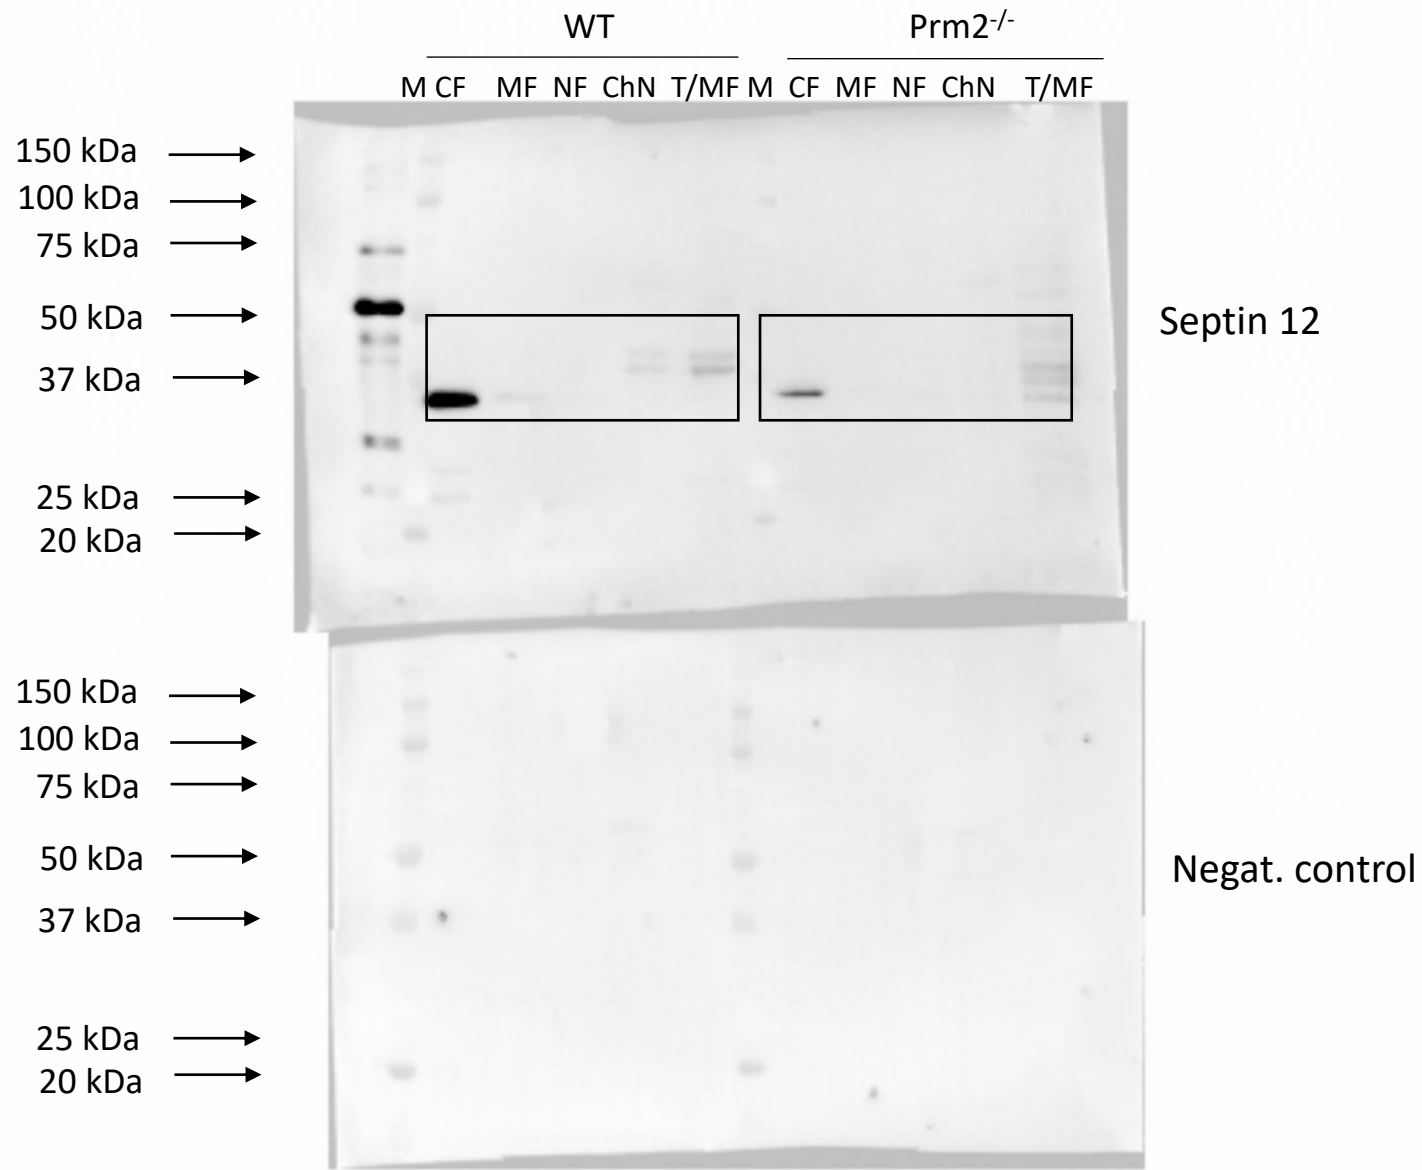 WT Prm2-/-
M CF MF NF ChN T/MF M CF MF NF ChN T/MF
150 kDa
100 kDa
75 kDa
50 kDa
37 kDa
25 kDa
20 kDa
Septin 12
150 kDa
100 kDa
75 kDa
50 kDa
37 kDa
25 kDa
20 kDa
Negat. control